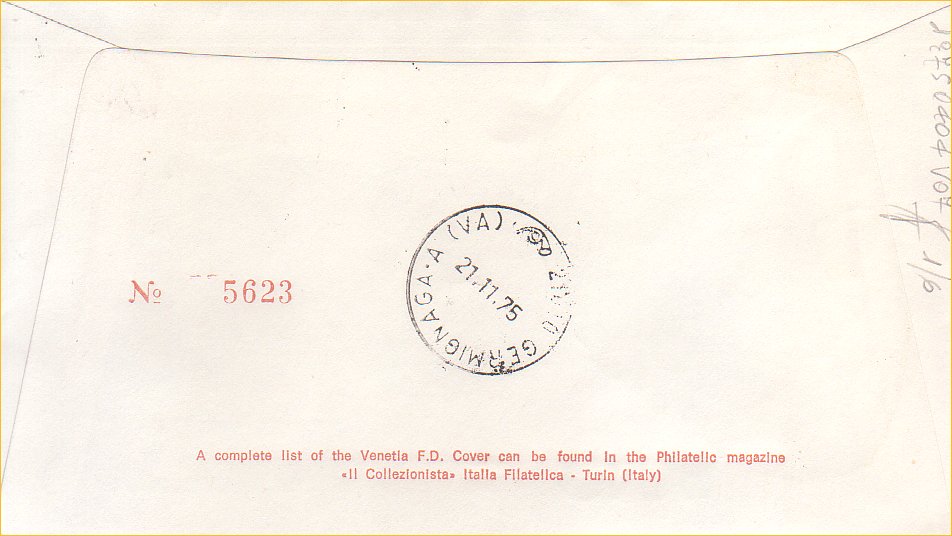 No 5623
GERMIGNAGA-A (VA)
21.11.75
A complete list of the Venetia F.D. Cover can be found in the Philatelic magazine
«Il Collezionista» Italia Filatelica - Turin (Italy)